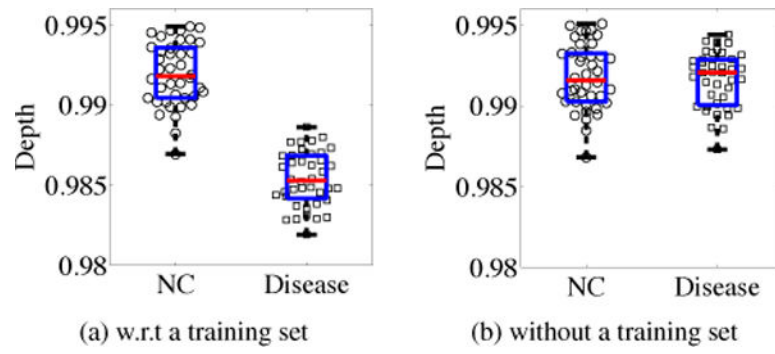 0.995
0.99
0.985
0.98
Depth
NC Disease
(a) w.r.t a training set
0.995
0.99
0.985
0.98
Depth
NC Disease
(b) without a training set